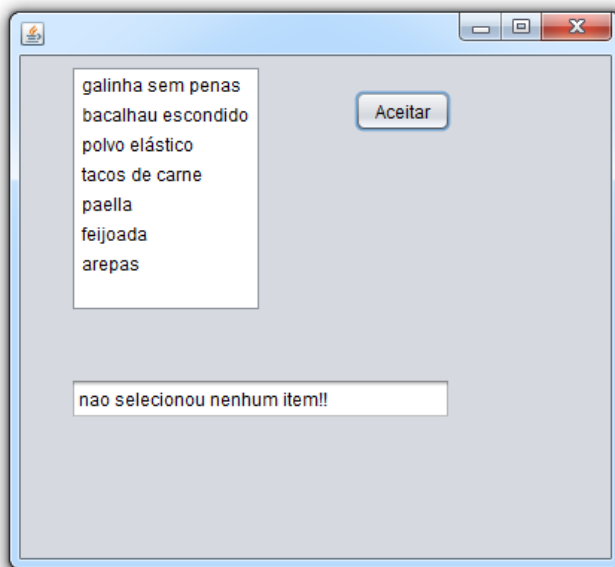 galinha sem penas
bacalhau escondido
polvo elástico
tacos de carne
paella
feijoada
arepas
Aceitar
nao selecionou nenhum item!!